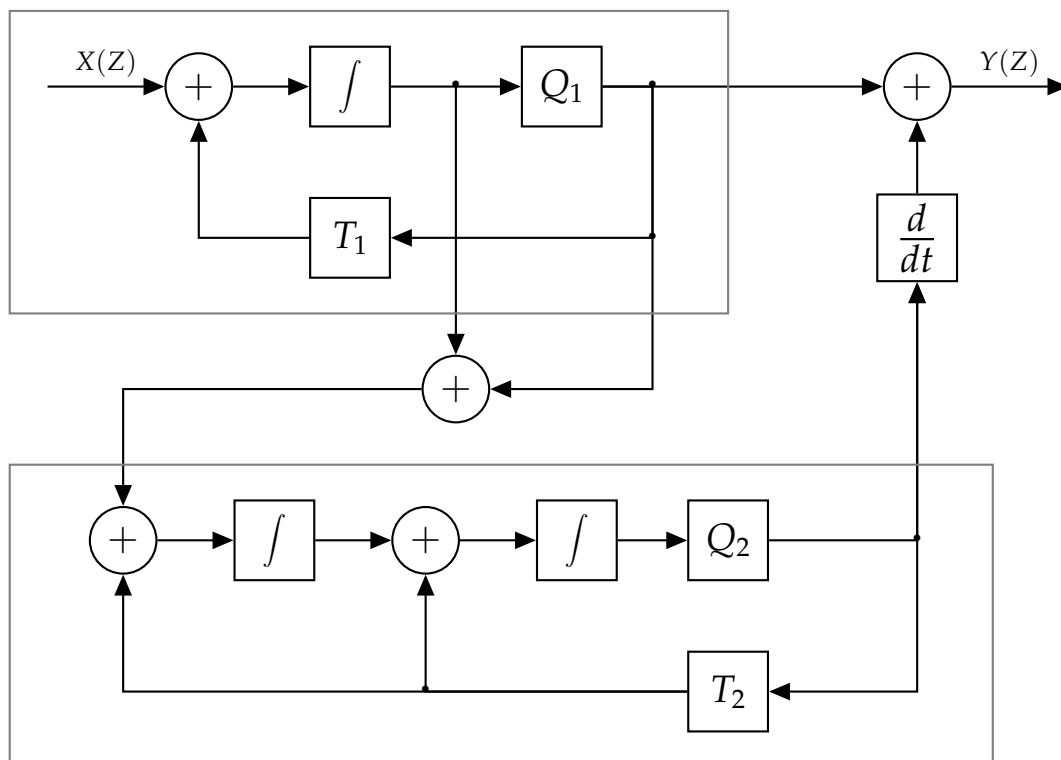 X(Z) + ∫ Q₁ + Y(Z)
T₁
d/dt
+
+ ∫ + ∫ Q₂
T₂